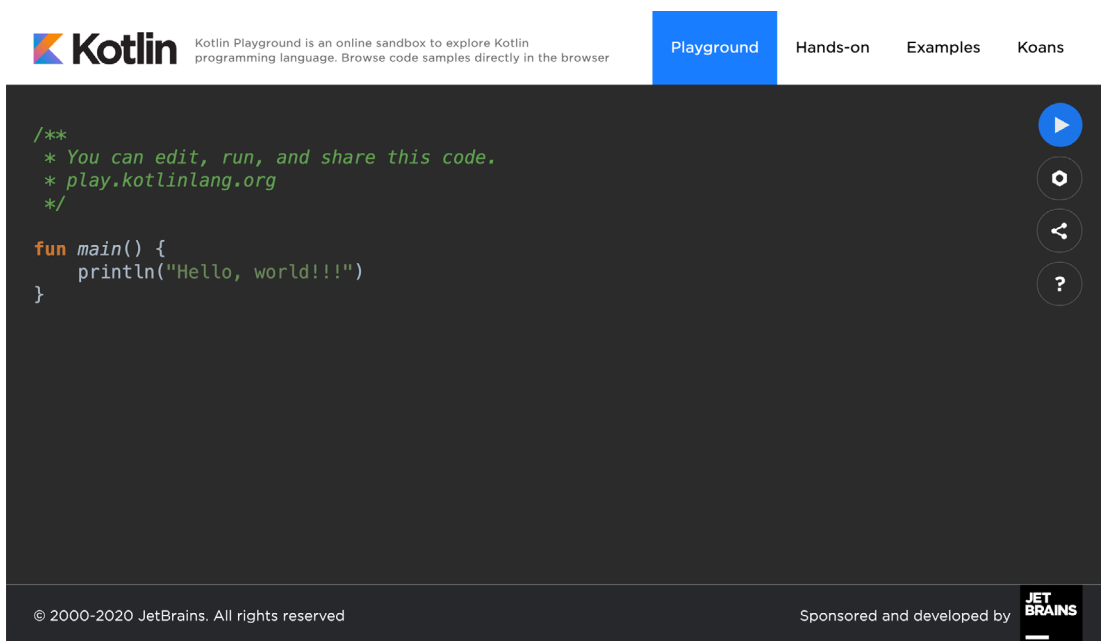 Kotlin
Kotlin Playground is an online sandbox to explore Kotlin
programming language. Browse code samples directly in the browser
Playground
Hands-on
Examples
Koans
/**
 * You can edit, run, and share this code.
 * play.kotlinlang.org
 */
fun main() {
    println("Hello, world!!!")
}
?
© 2000-2020 JetBrains. All rights reserved
Sponsored and developed by
JET
BRAINS